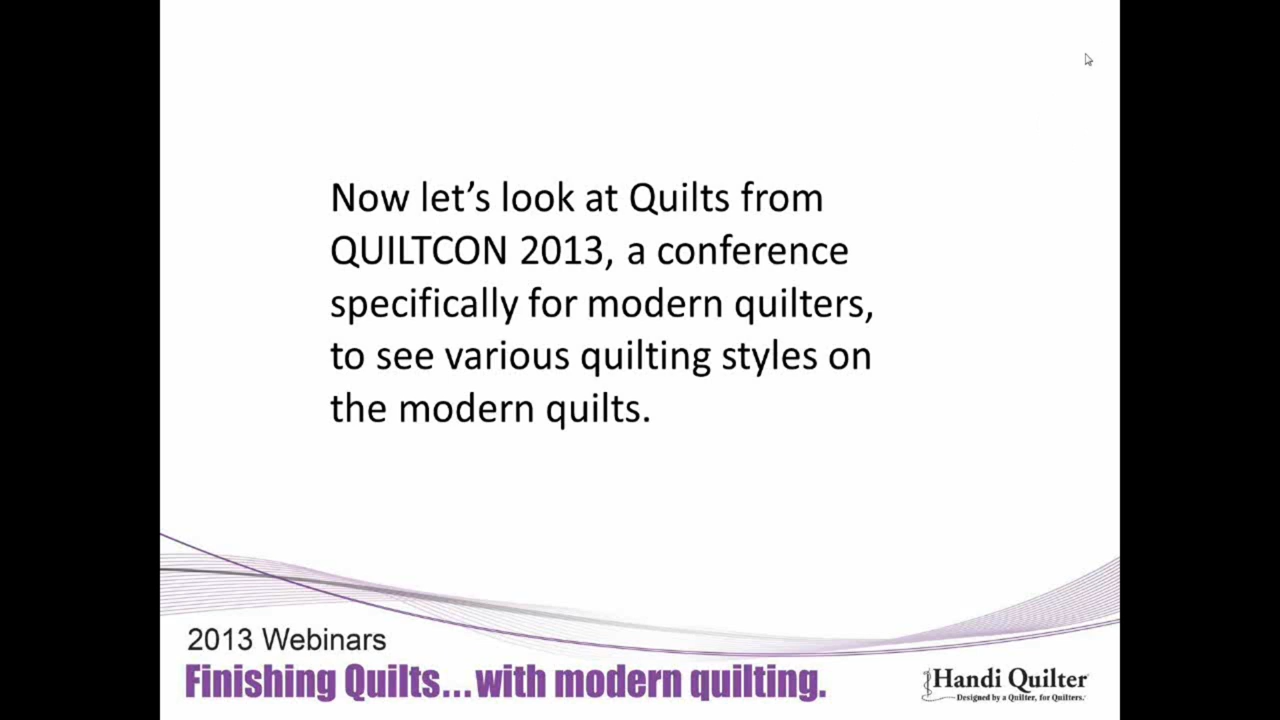 Now let’s look at Quilts from
QUILTCON 2013, a conference
specifically for modern quilters,
to see various quilting styles on
the modern quilts.
2013 Webinars
Finishing Quilts...with modern quilting.
Handi Quilter
Designed by a Quilter, for Quilters.